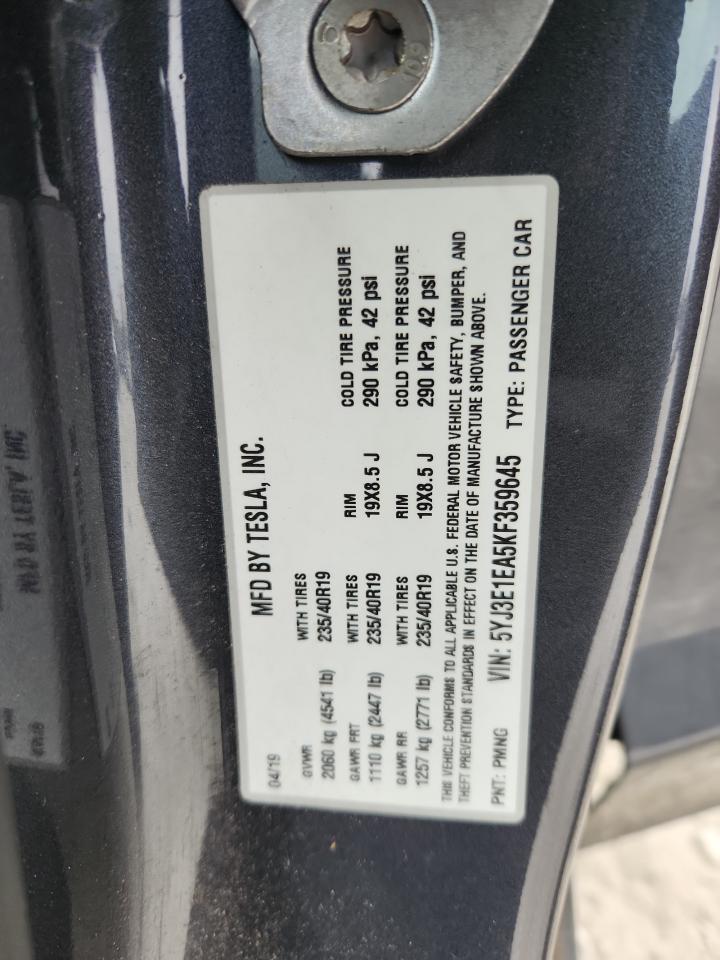 MFD BY TESLA, INC.
04/19
GVWR WITH TIRES
2060 kg (4541 lb) 235/40R19
GAWR FRT WITH TIRES RIM COLD TIRE PRESSURE
1110 kg (2447 lb) 235/40R19 19X8.5 J 290 kPa, 42 psi
GAWR RR WITH TIRES RIM COLD TIRE PRESSURE
1257 kg (2771 lb) 235/40R19 19X8.5 J 290 kPa, 42 psi
THIS VEHICLE CONFORMS TO ALL APPLICABLE U.S. FEDERAL MOTOR VEHICLE SAFETY, BUMPER, AND
THEFT PREVENTION STANDARDS IN EFFECT ON THE DATE OF MANUFACTURE SHOWN ABOVE.
PNT: PMNG VIN: 5YJ3E1EA5KF359645 TYPE: PASSENGER CAR